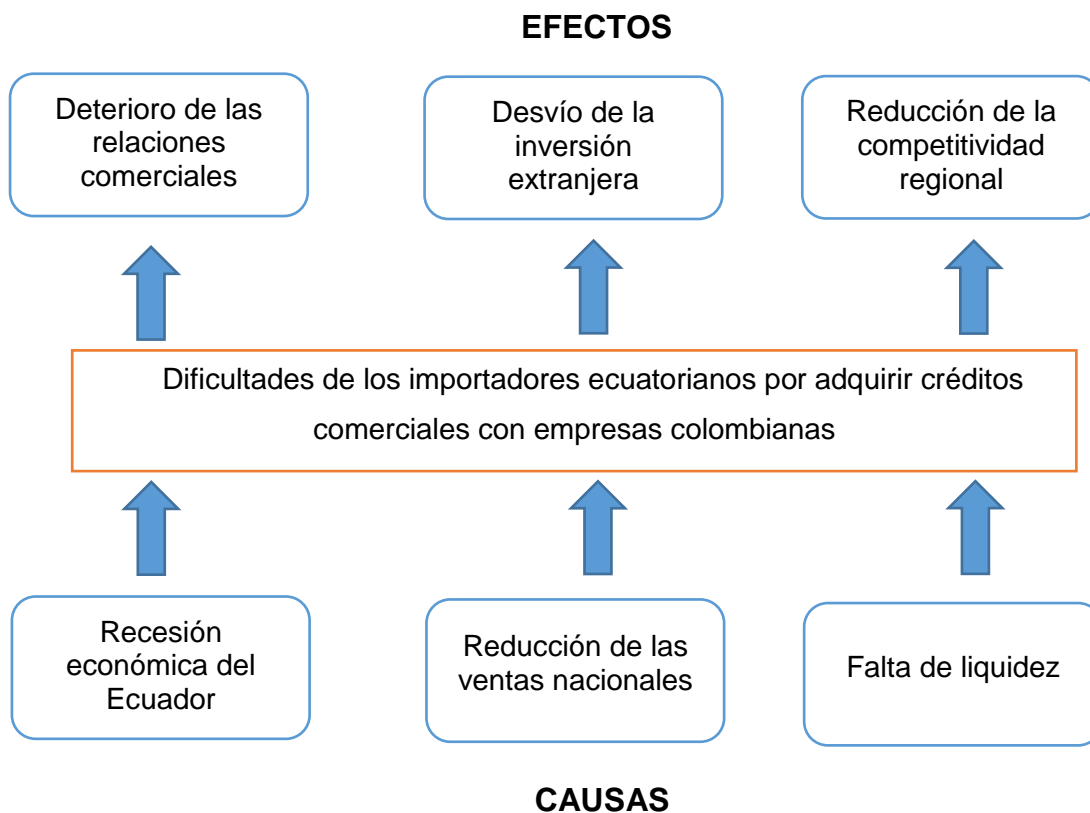 EFECTOS
Deterioro de las
relaciones
comerciales
Desvío de la
inversión
extranjera
Reducción de la
competitividad
regional
Dificultades de los importadores ecuatorianos por adquirir créditos
comerciales con empresas colombianas
Recesión
económica del
Ecuador
Reducción de las
ventas nacionales
Falta de liquidez
CAUSAS